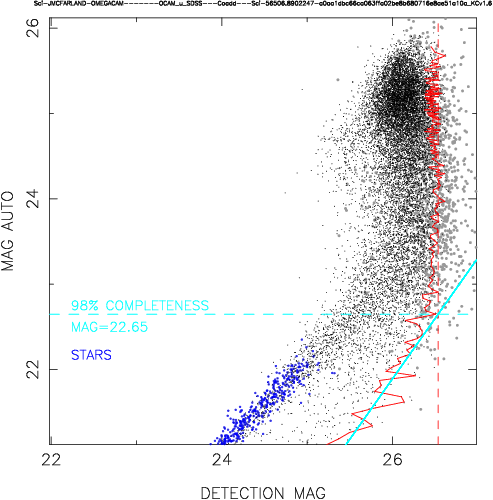 Sci-JMCFARLAND-OMEGACAM--------OCAM_u_SDSS---Coadd---Sci-56506.8902247-e0aa1dbc66ca063ffa02be6b680716e8ae51a10a_KCv1.6
26
24
22
MAG AUTO
98% COMPLETENESS
MAG=22.65
STARS
22
24
26
DETECTION MAG